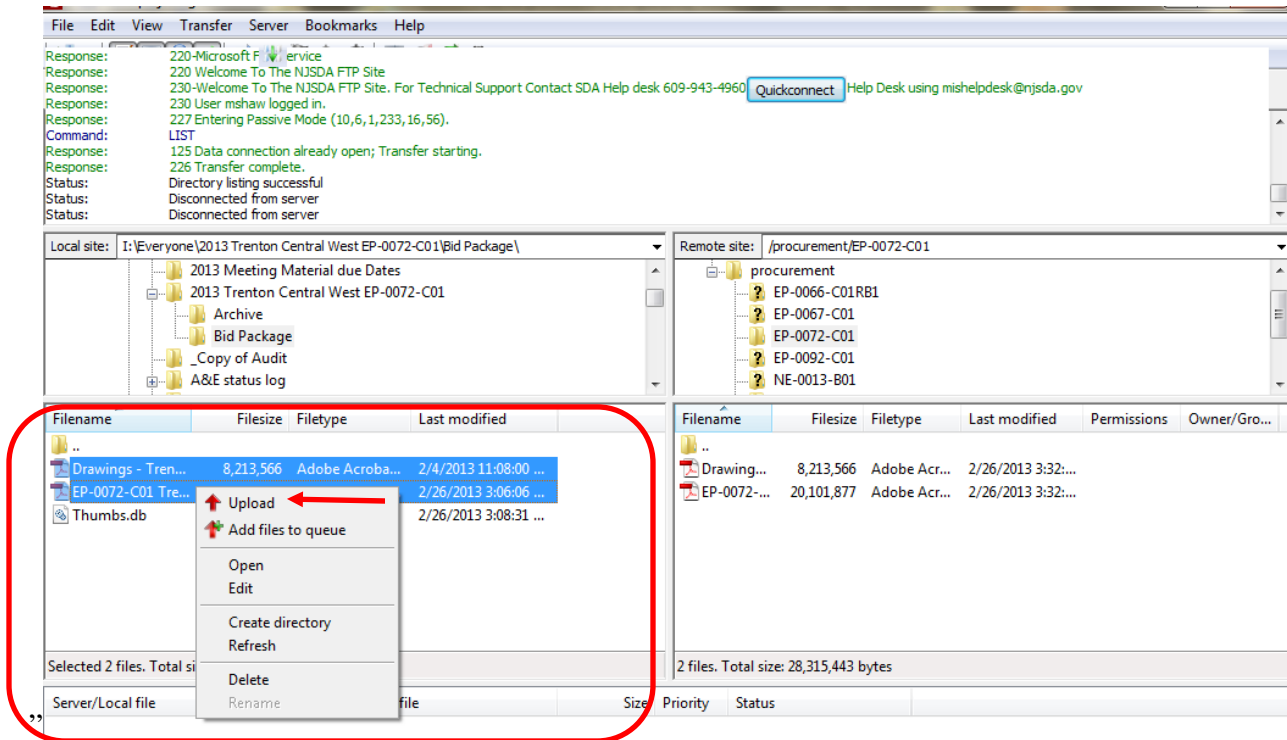 File Edit View Transfer Server Bookmarks Help
Response: 220-Microsoft F ervice
Response: 220 Welcome To The NJSDA FTP Site
Response: 230-Welcome To The NJSDA FTP Site. For Technical Support Contact SDA Help desk 609-943-4960 Quickconnect Help Desk using mishelpdesk@njsda.gov
Response: 230 User mshaw logged in.
Response: 227 Entering Passive Mode (10,6,1,233,16,56).
Command: LIST
Response: 125 Data connection already open; Transfer starting.
Response: 226 Transfer complete.
Status: Directory listing successful
Status: Disconnected from server
Status: Disconnected from server
Local site: I:\Everyone\2013 Trenton Central West EP-0072-C01\Bid Package\
2013 Meeting Material due Dates
2013 Trenton Central West EP-0072-C01
Archive
Bid Package
_Copy of Audit
A&E status log
Remote site: /procurement/EP-0072-C01
procurement
EP-0066-C01RB1
EP-0067-C01
EP-0072-C01
EP-0092-C01
NE-0013-B01
Filename Filesize Filetype Last modified
..
Drawings - Tren... 8,213,566 Adobe Acroba... 2/4/2013 11:08:00 ...
EP-0072-C01 Tre... 2/26/2013 3:06:06 ...
Thumbs.db 2/26/2013 3:08:31 ...
Upload
Add files to queue
Open
Edit
Create directory
Refresh
Delete
Rename
Selected 2 files. Total si
Filename Filesize Filetype Last modified Permissions Owner/Gro...
..
Drawing... 8,213,566 Adobe Acr... 2/26/2013 3:32:...
EP-0072-... 20,101,877 Adobe Acr... 2/26/2013 3:32:...
2 files. Total size: 28,315,443 bytes
Server/Local file file Size Priority Status
,,